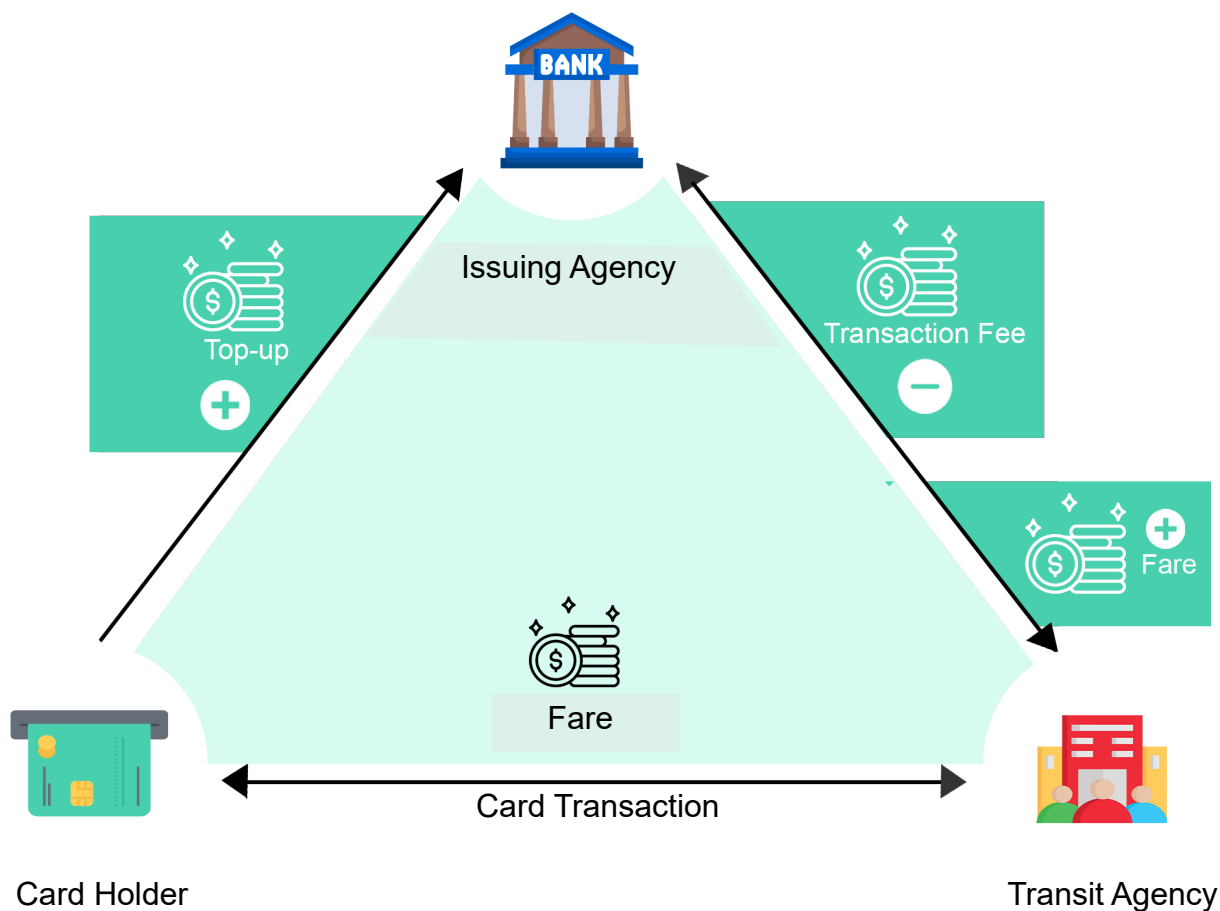 BANK
Issuing Agency
Top-up
Transaction Fee
Fare
Fare
Card Transaction
Card Holder
Transit Agency